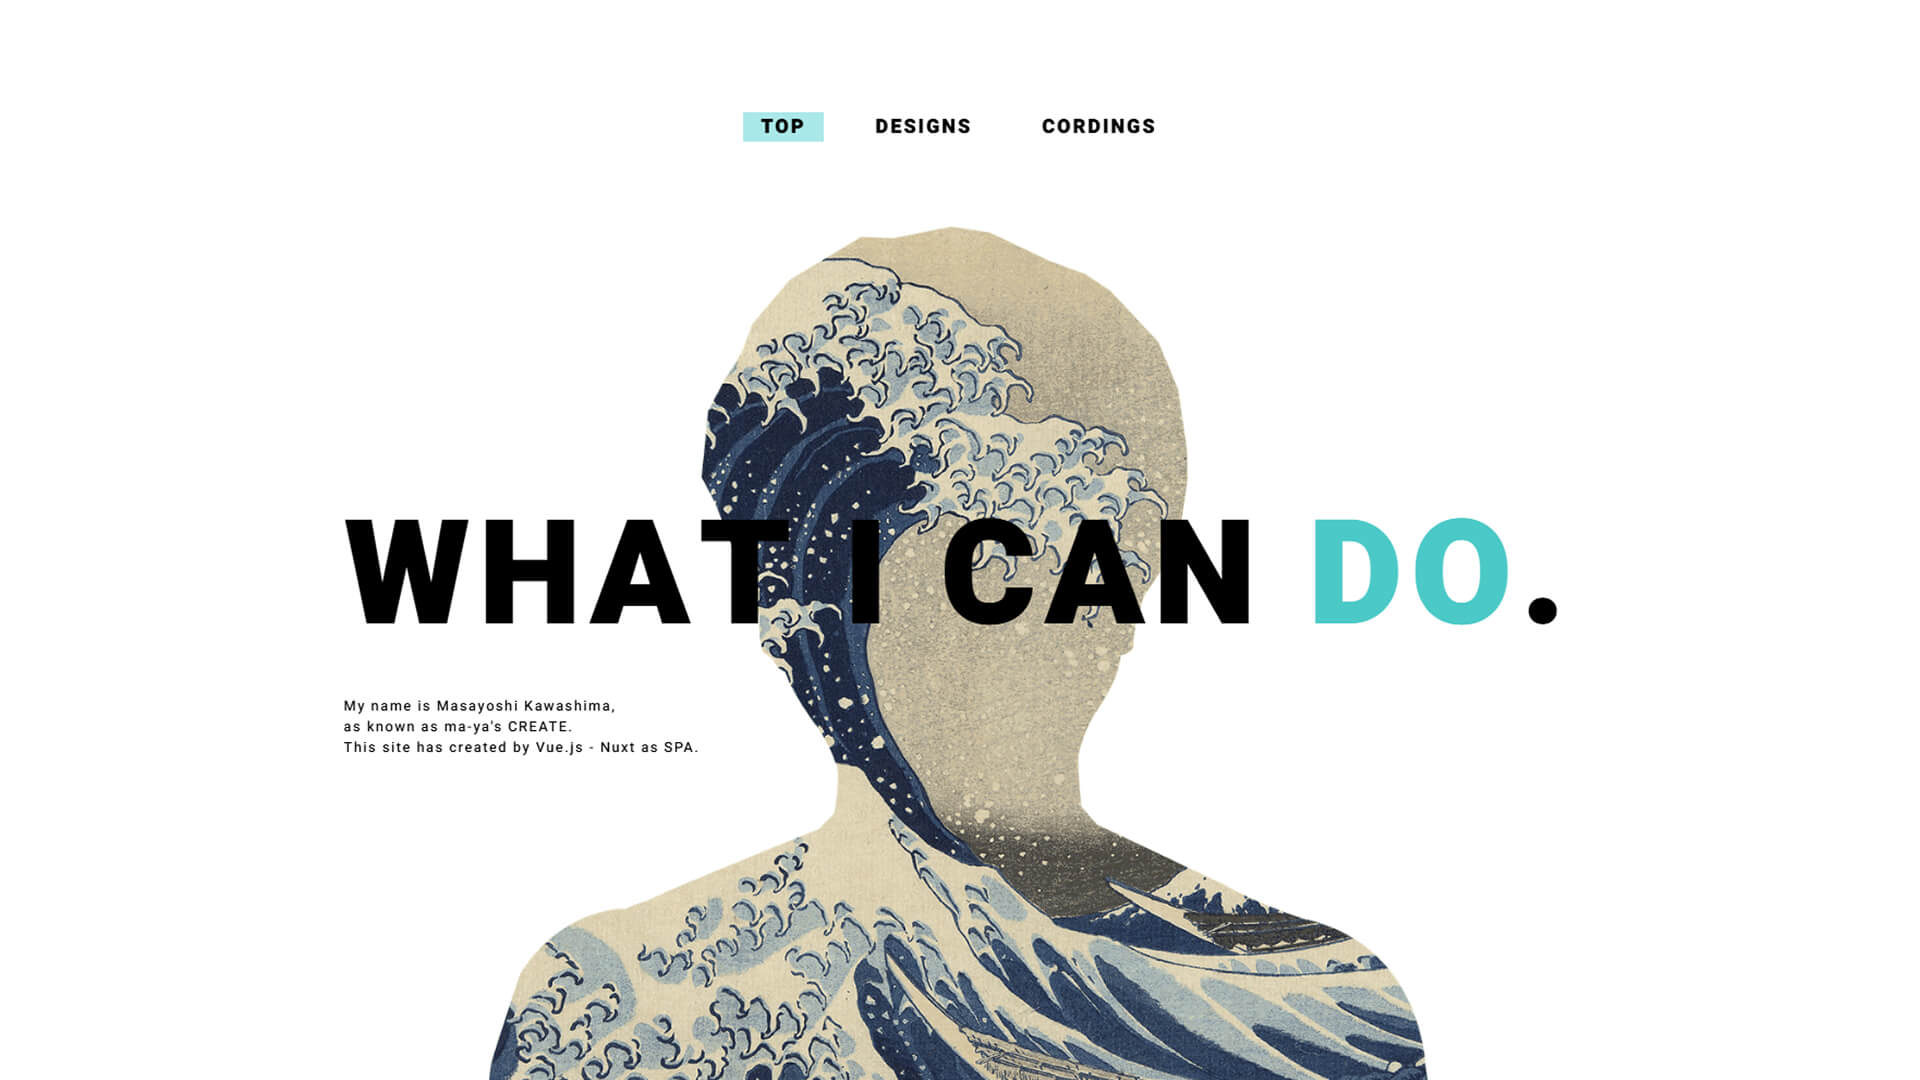 TOP DESIGNS CORDINGS
WHAT I CAN DO.
My name is Masayoshi Kawashima,
as known as ma-ya's CREATE.
This site has created by Vue.js - Nuxt as SPA.